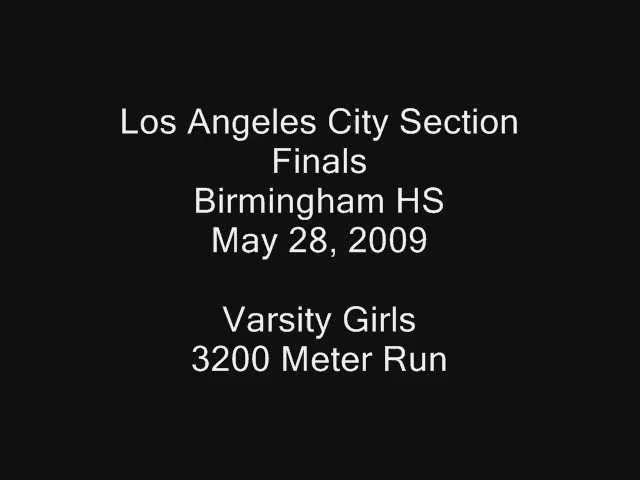 Los Angeles City Section
Finals
Birmingham HS
May 28, 2009
Varsity Girls
3200 Meter Run